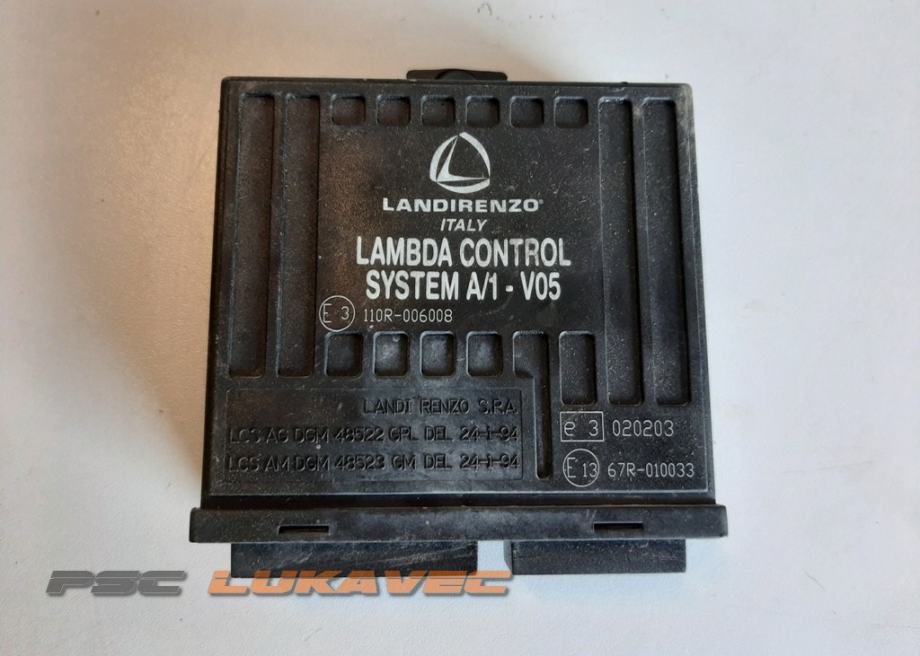 LANDIRENZO®
ITALY
LAMBDA CONTROL
SYSTEM A/1 - V05
E 3 110R-006008
LANDI RENZO S.P.A.
LCS AG DGM 48522 GPL DEL 24-1-94
LCS AM DGM 48523 GM DEL 24-1-94
e 3 020203
E 13 67R-010033
PSC LUKAVEC